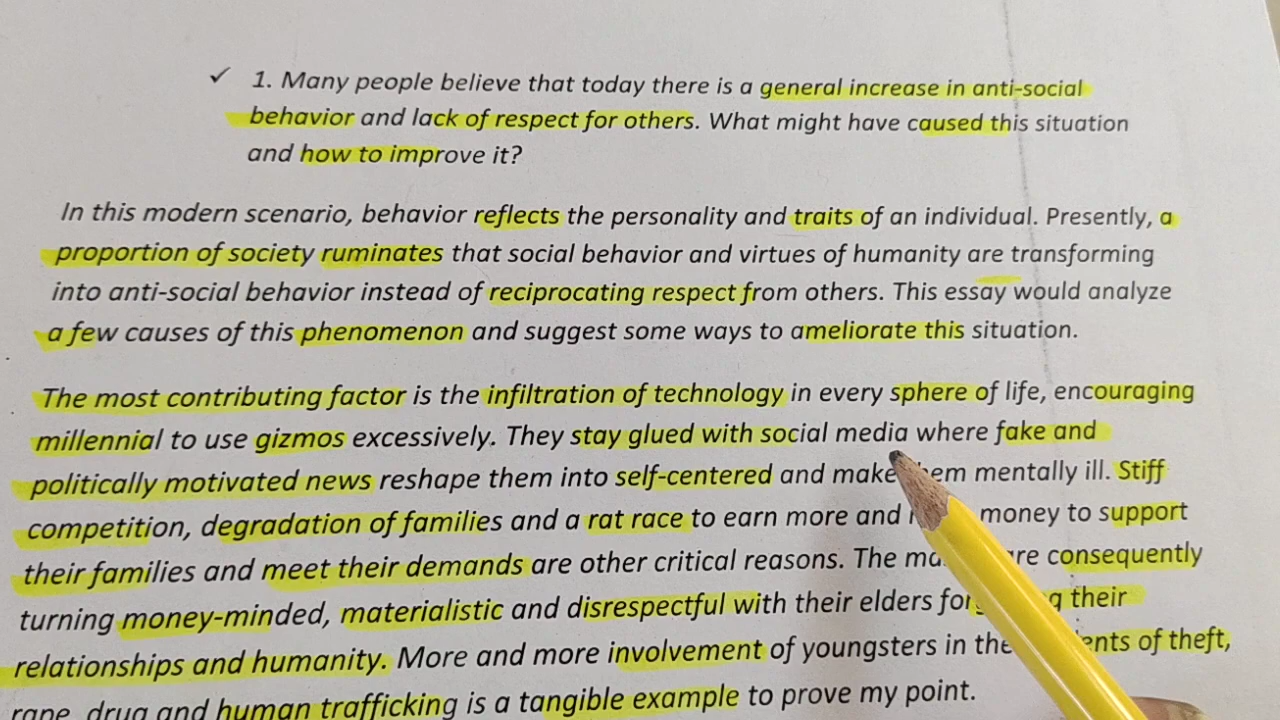 ✓ 1. Many people believe that today there is a general increase in anti-social
behavior and lack of respect for others. What might have caused this situation
and how to improve it?
In this modern scenario, behavior reflects the personality and traits of an individual. Presently, a
proportion of society ruminates that social behavior and virtues of humanity are transforming
into anti-social behavior instead of reciprocating respect from others. This essay would analyze
a few causes of this phenomenon and suggest some ways to ameliorate this situation.
The most contributing factor is the infiltration of technology in every sphere of life, encouraging
millennial to use gizmos excessively. They stay glued with social media where fake and
politically motivated news reshape them into self-centered and make mentally ill. Stiff
competition, degradation of families and a rat race to earn more and money to support
their families and meet their demands are other critical reasons. The consequently
turning money-minded, materialistic and disrespectful with their elders their
relationships and humanity. More and more involvement of youngsters in the of theft,
rape, drug and human trafficking is a tangible example to prove my point.